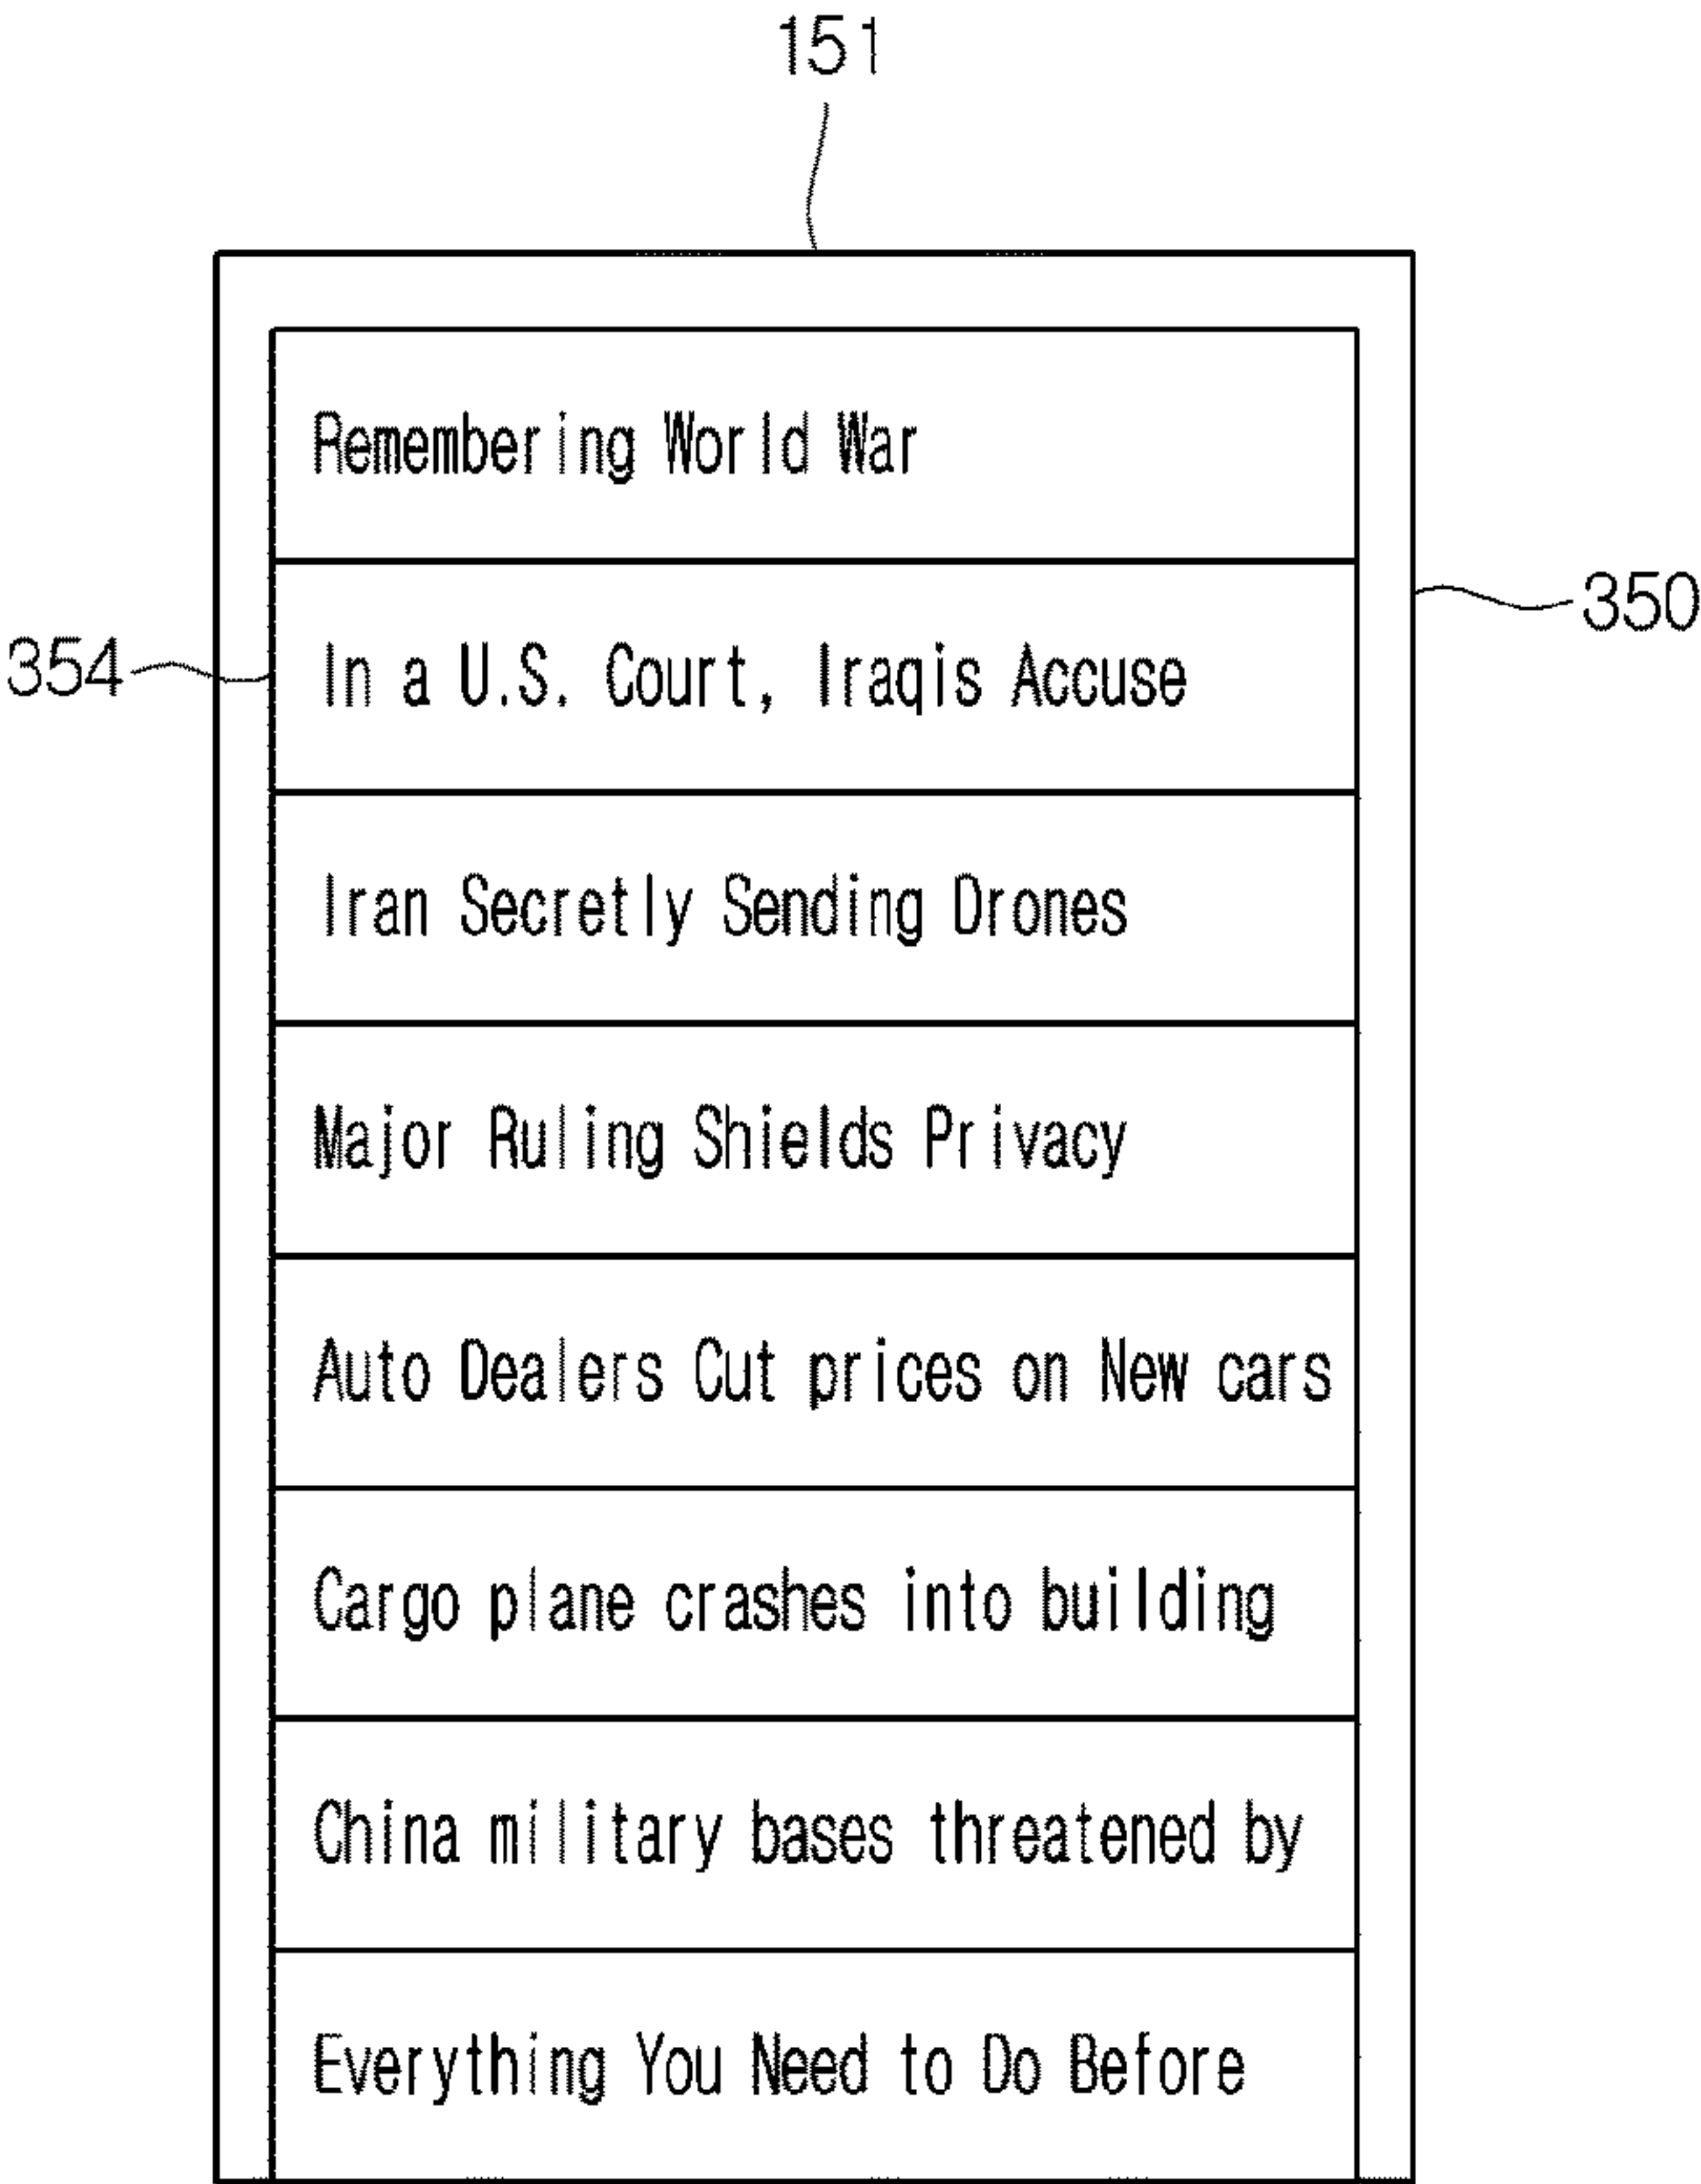 151
Remembering World War
350
354
In a U.S. Court, Iraqis Accuse
Iran Secretly Sending Drones
Major Ruling Shields Privacy
Auto Dealers Cut prices on New cars
Cargo plane crashes into building
China military bases threatened by
Everything You Need to Do Before